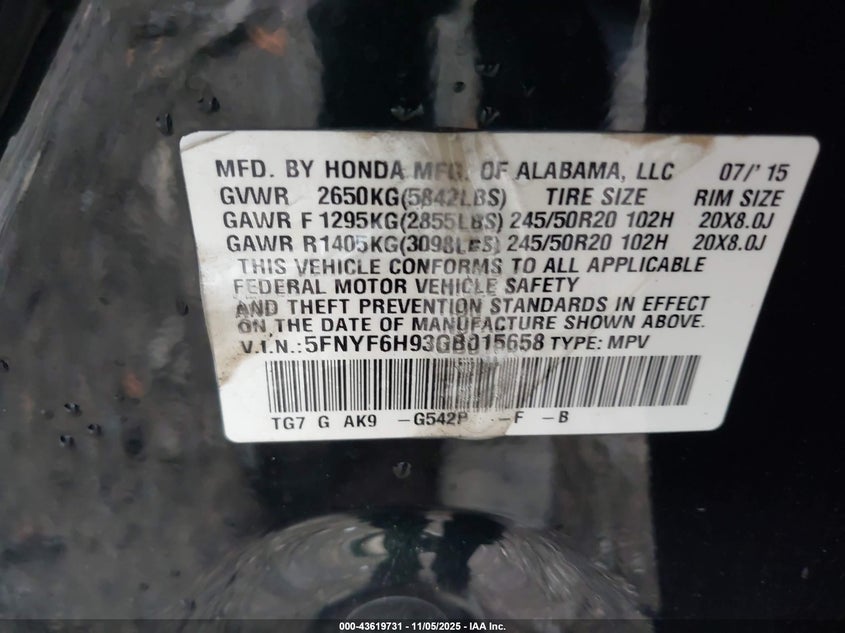 MFD. BY HONDA MFG. OF ALABAMA, LLC 07/' 15
GVWR 2650KG(5842LBS) TIRE SIZE RIM SIZE
GAWR F1295KG(2855LBS) 245/50R20 102H 20X8.0J
GAWR R1405KG(3098LBS) 245/50R20 102H 20X8.0J
THIS VEHICLE CONFORMS TO ALL APPLICABLE
FEDERAL MOTOR VEHICLE SAFETY
AND THEFT PREVENTION STANDARDS IN EFFECT
ON THE DATE OF MANUFACTURE SHOWN ABOVE.
V.I.N.:5FNYF6H93GB015658 TYPE: MPV
TG7 G AK9 -G542P -F -B
000-43619731 - 11/05/2025 - IAA Inc.